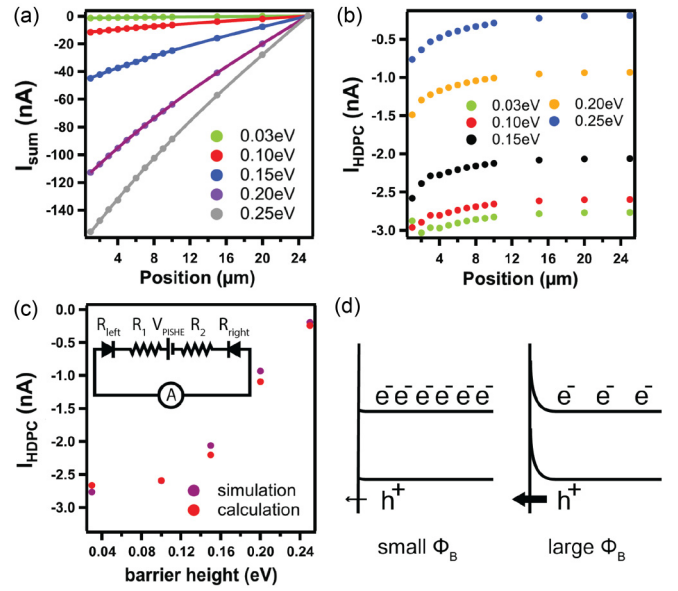 (a)
I_sum (nA)
0
-20
-40
-60
-80
-100
-120
-140
0.03eV
0.10eV
0.15eV
0.20eV
0.25eV
4 8 12 16 20 24
Position (μm)
(b)
I_HDPC (nA)
-0.5
-1.0
-1.5
-2.0
-2.5
-3.0
0.03eV 0.20eV
0.10eV 0.25eV
0.15eV
4 8 12 16 20 24
Position (μm)
(c)
I_HDPC (nA)
0.0
-0.5
-1.0
-1.5
-2.0
-2.5
-3.0
R_left R_1 V_PISHE R_2 R_right
A
simulation
calculation
0.04 0.08 0.12 0.16 0.20 0.24
barrier height (eV)
(d)
e⁻ e⁻ e⁻ e⁻ e⁻ e⁻
h⁺
small Φ_B
e⁻ e⁻ e⁻
h⁺
large Φ_B